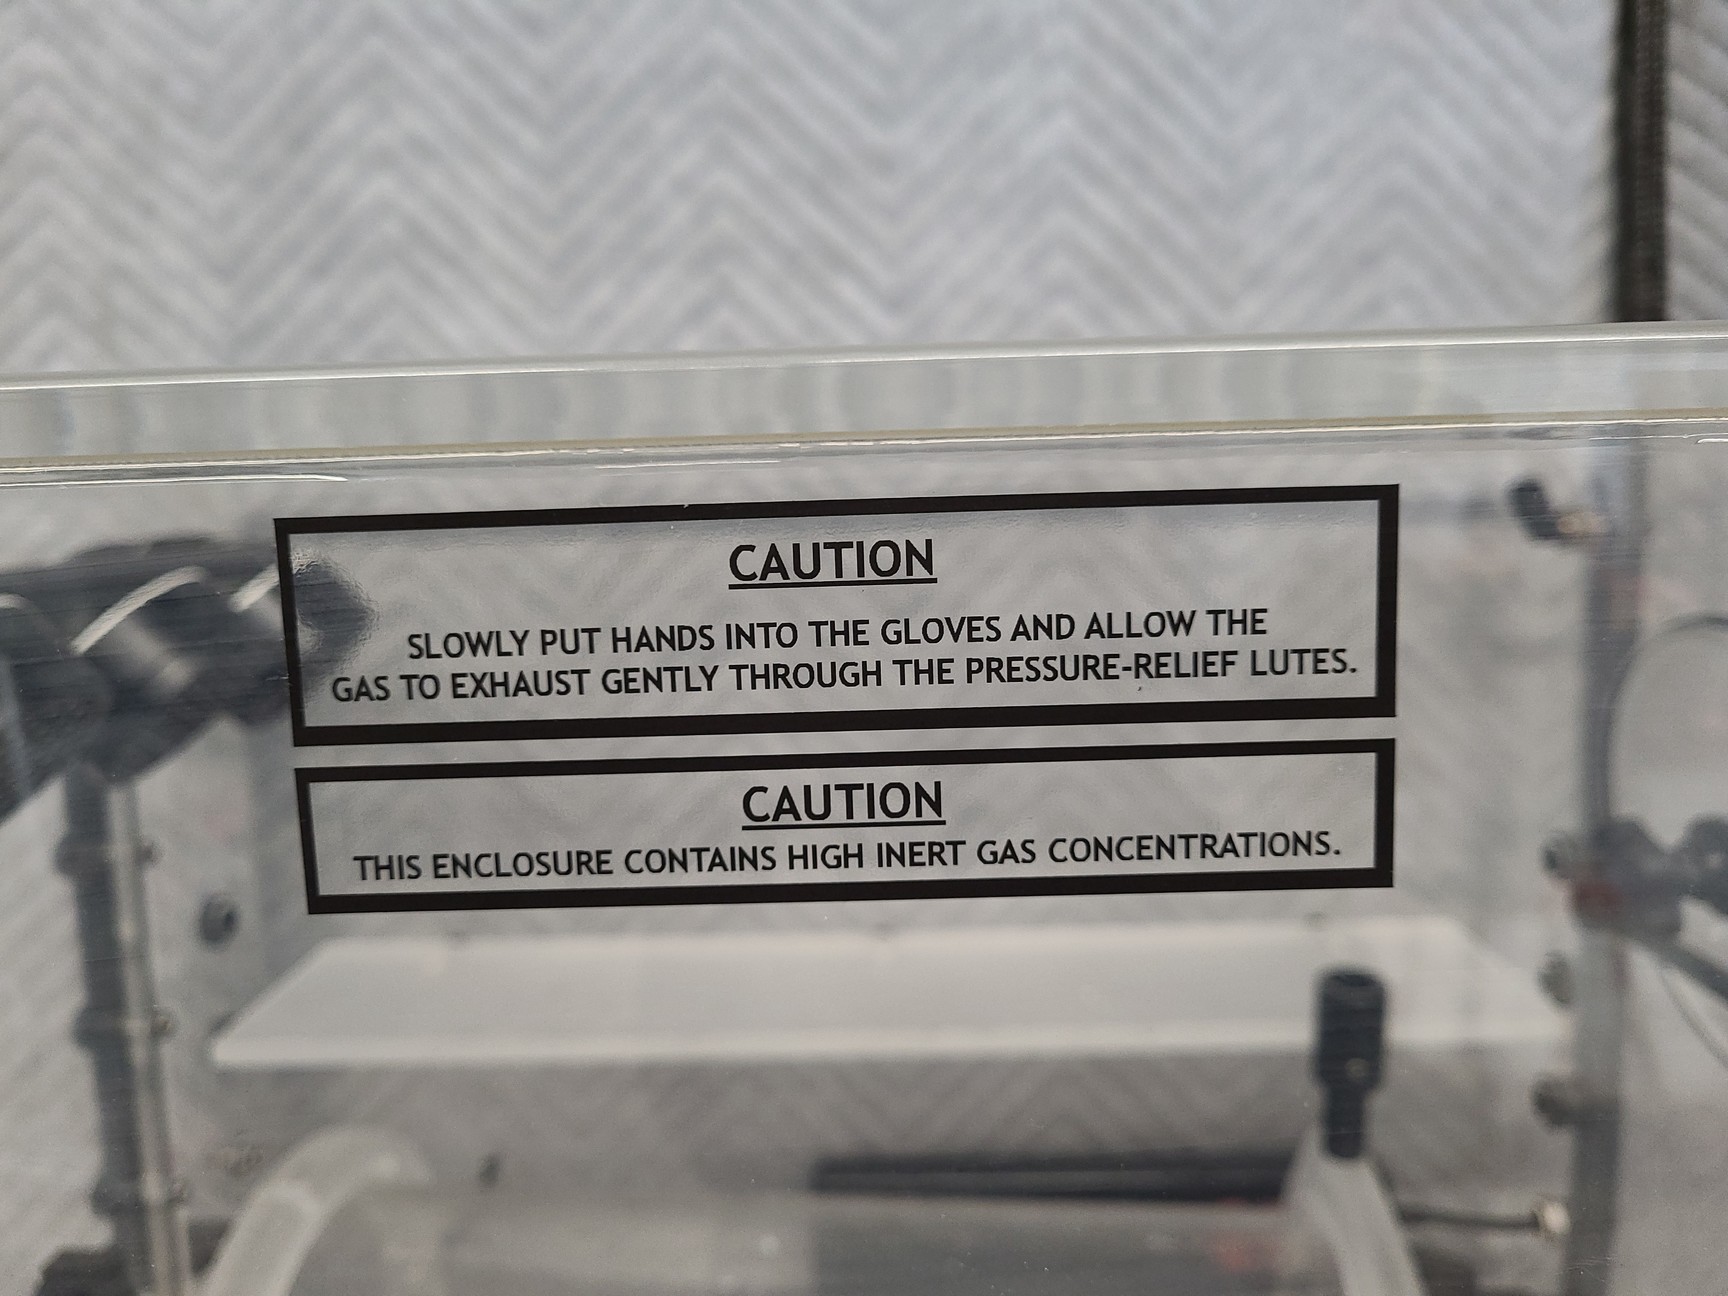 CAUTION
SLOWLY PUT HANDS INTO THE GLOVES AND ALLOW THE
GAS TO EXHAUST GENTLY THROUGH THE PRESSURE-RELIEF LUTES.
CAUTION
THIS ENCLOSURE CONTAINS HIGH INERT GAS CONCENTRATIONS.